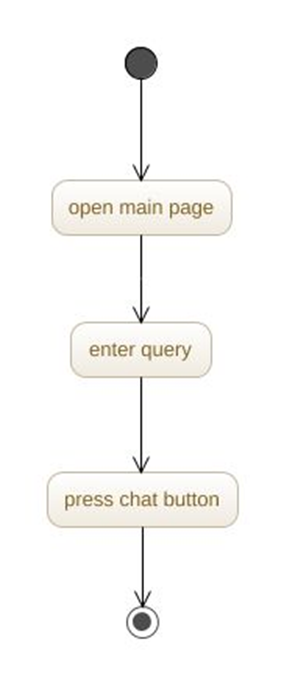 open main page
enter query
press chat button